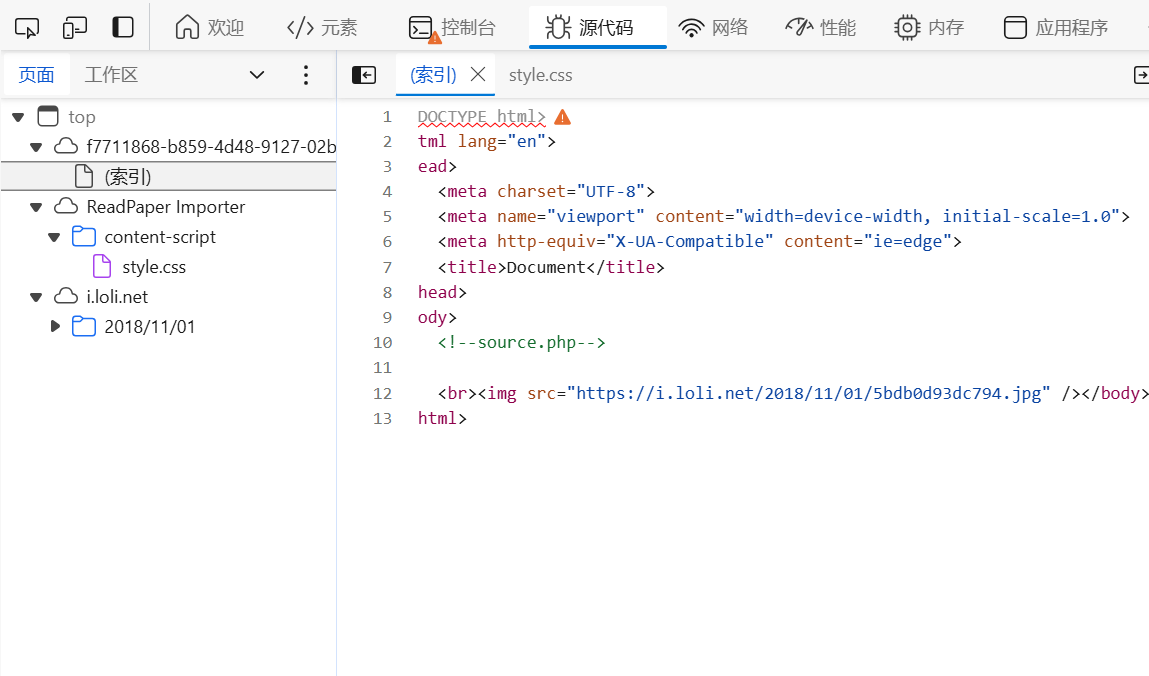 欢迎 元素 控制台 源代码 网络 性能 内存 应用程序
页面 工作区
(索引) style.css
top
f7711868-b859-4d48-9127-02b
(索引)
ReadPaper Importer
content-script
style.css
i.loli.net
2018/11/01
1 DOCTYPE html>
2 tml lang="en">
3 ead>
4 <meta charset="UTF-8">
5 <meta name="viewport" content="width=device-width, initial-scale=1.0">
6 <meta http-equiv="X-UA-Compatible" content="ie=edge">
7 <title>Document</title>
8 head>
9 ody>
10 <!--source.php-->
11
12 <br><img src="https://i.loli.net/2018/11/01/5bdb0d93dc794.jpg" /></body>
13 html>